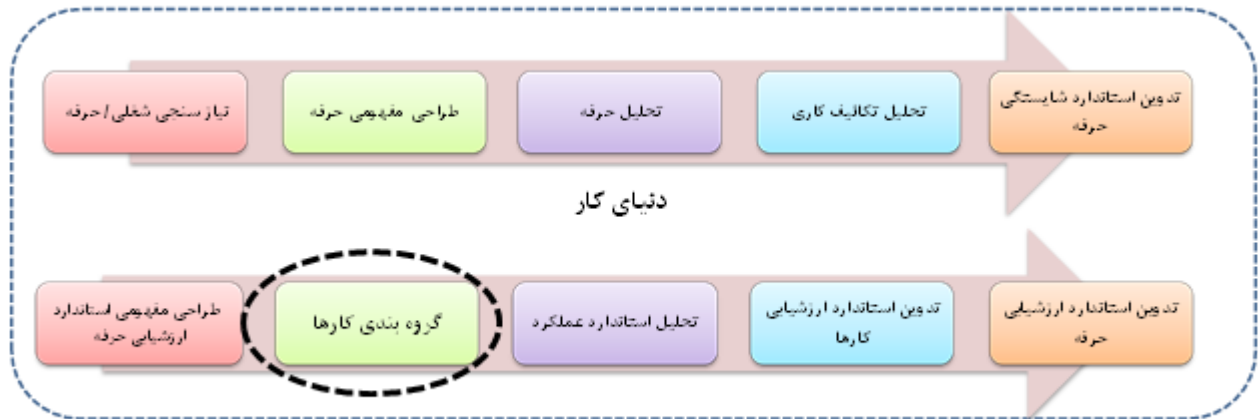 نیاز سنجی شغلی/حرفه
طراحی مفهومی حرفه
تحلیل حرفه
تحلیل تکالیف کاری
تدوین استاندارد شایستگی
حرفه
دنیای کار
طراحی مفهومی استاندارد
ارزشیابی حرفه
گروه بندی کارها
تحلیل استاندارد عملکرد
تدوین استاندارد ارزشیابی
کارها
تدوین استاندارد ارزشیابی
حرفه